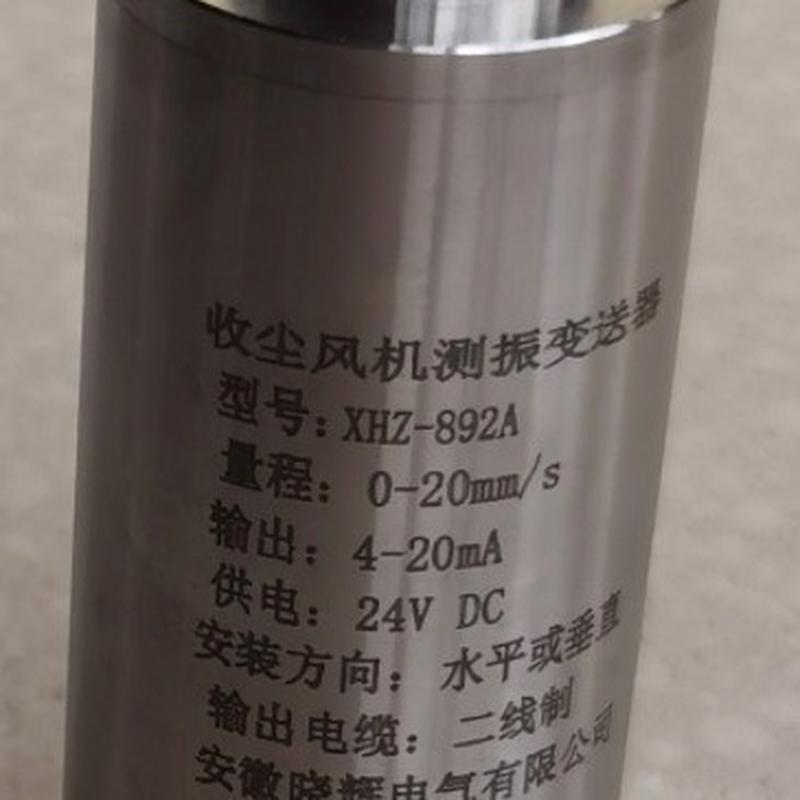 收尘风机测振变送器
型号:XHZ-892A
量程: 0-20mm/s
输出: 4-20mA
供电: 24V DC
安装方向: 水平或垂直
输出电缆: 二线制
安徽晓辉电气有限公司